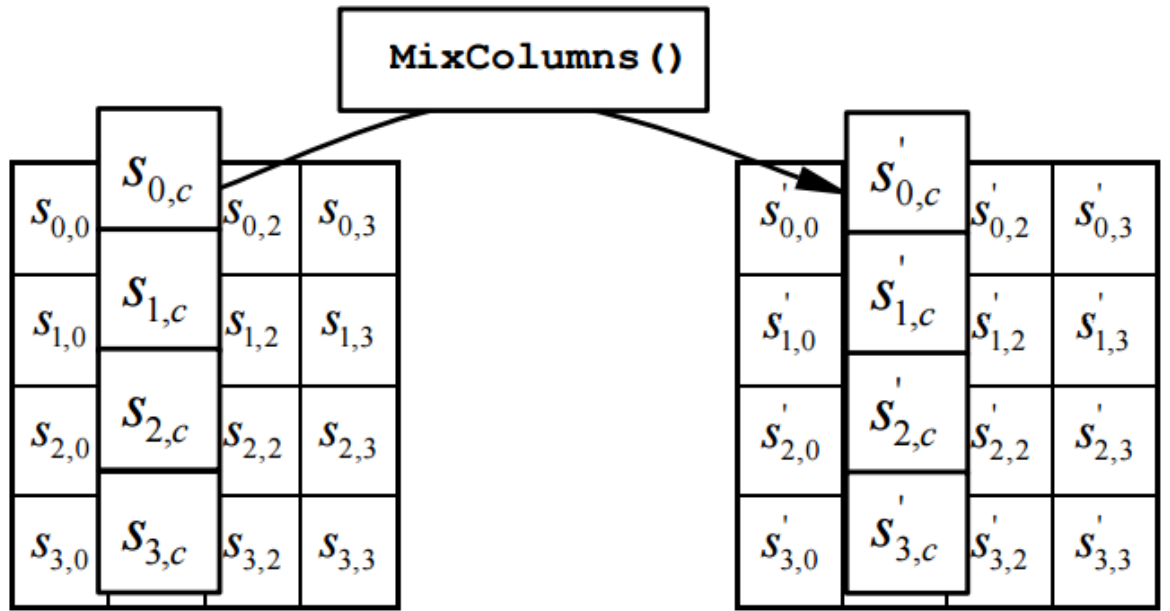 MixColumns()
s0,c s'0,c
s0,0 s0,2 s0,3 s'0,0 s'0,2 s'0,3
s1,c s'1,c
s1,0 s1,2 s1,3 s'1,0 s'1,2 s'1,3
s2,c s'2,c
s2,0 s2,2 s2,3 s'2,0 s'2,2 s'2,3
s3,c s'3,c
s3,0 s3,2 s3,3 s'3,0 s'3,2 s'3,3